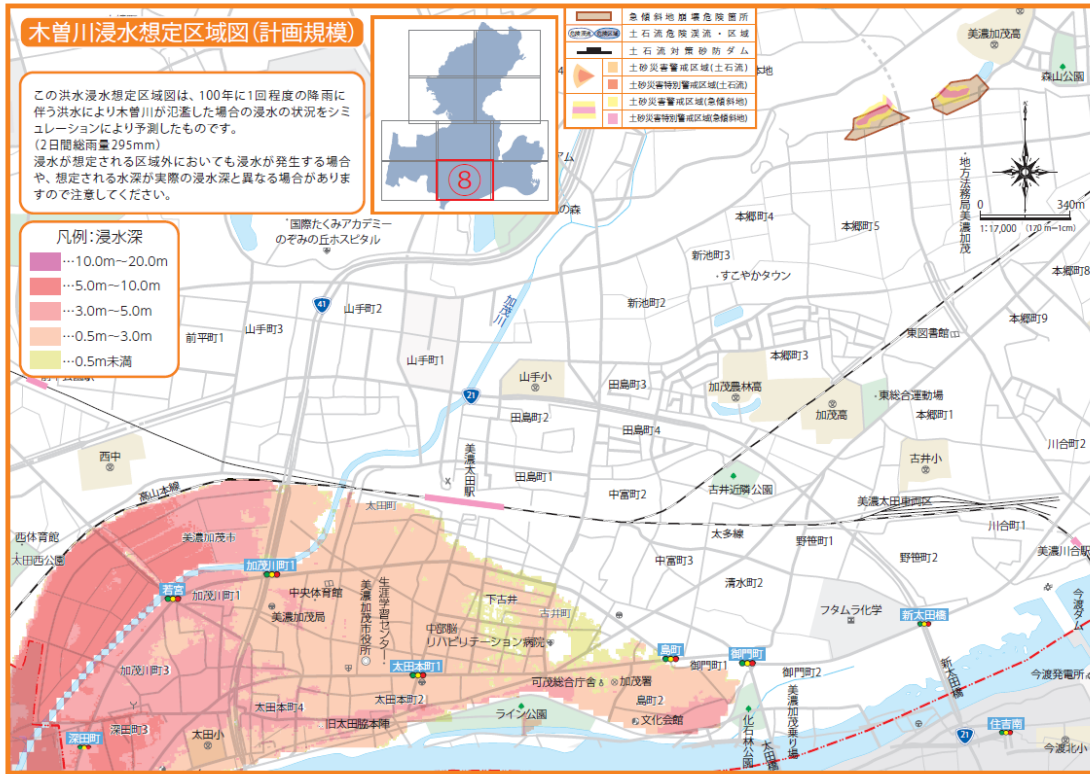 木曽川浸水想定区域図(計画規模)
この洪水浸水想定区域図は、100年に1回程度の降雨に
伴う洪水により木曽川が氾濫した場合の浸水の状況をシ
ミュレーションにより予測したものです。
(2日間総雨量295mm)
浸水が想定される区域外においても浸水が発生する場合
や、想定される水深が実際の浸水深と異なる場合がありま
すので注意してください。
凡例:浸水深
…10.0m〜20.0m
…5.0m〜10.0m
…3.0m〜5.0m
…0.5m〜3.0m
…0.5m未満
⑧
急傾斜地崩壊危険箇所
土石流危険渓流・区域
土石流対策砂防ダム
土砂災害警戒区域(土石流)
土砂災害特別警戒区域(土石流)
土砂災害警戒区域(急傾斜地)
土砂災害特別警戒区域(急傾斜地)
美濃加茂高
森山公園
地方法務局美濃加茂
0 340m
1:17,000 (170m=1cm)
国際たくみアカデミー
のぞみの丘ホスピタル
の森
本郷町4
本郷町5
新池町3
すこやかタウン
本郷町8
新池町2
本郷町9
加茂川
41
山手町2
山手町3
前平町1
山手町1
東図書館
本郷町3
山手小
田島町3
加茂農林高
加茂高
東総合運動場
本郷町1
21
田島町2
田島町4
川合町2
古井小
西中
美濃太田駅
田島町1
中富町2
古井近隣公園
美濃太田車両区
高山本線
太田町
太多線
野笹町1
川合町1
美濃川合駅
西体育館
太田西公園
美濃加茂市
中富町3
野笹町2
加茂川町1
清水町2
若宮
加茂川町1
中央体育館
美濃加茂局
生涯学習センター
美濃加茂市役所
下古井
古井町
中部脳
リハビリテーション病院
フタムラ化学
新太田橋
今渡ダム
加茂川町3
太田本町1
島町
御門町1
御門町
御門町2
新太田橋
今渡発電所
可茂総合庁舎
加茂署
太田本町2
太田本町4
島町2
文化会館
ライン公園
旧太田脇本陣
深田町3
深田町
太田小
化石林公園
太田橋
美濃加茂乗り場
住吉南
21
今渡北小